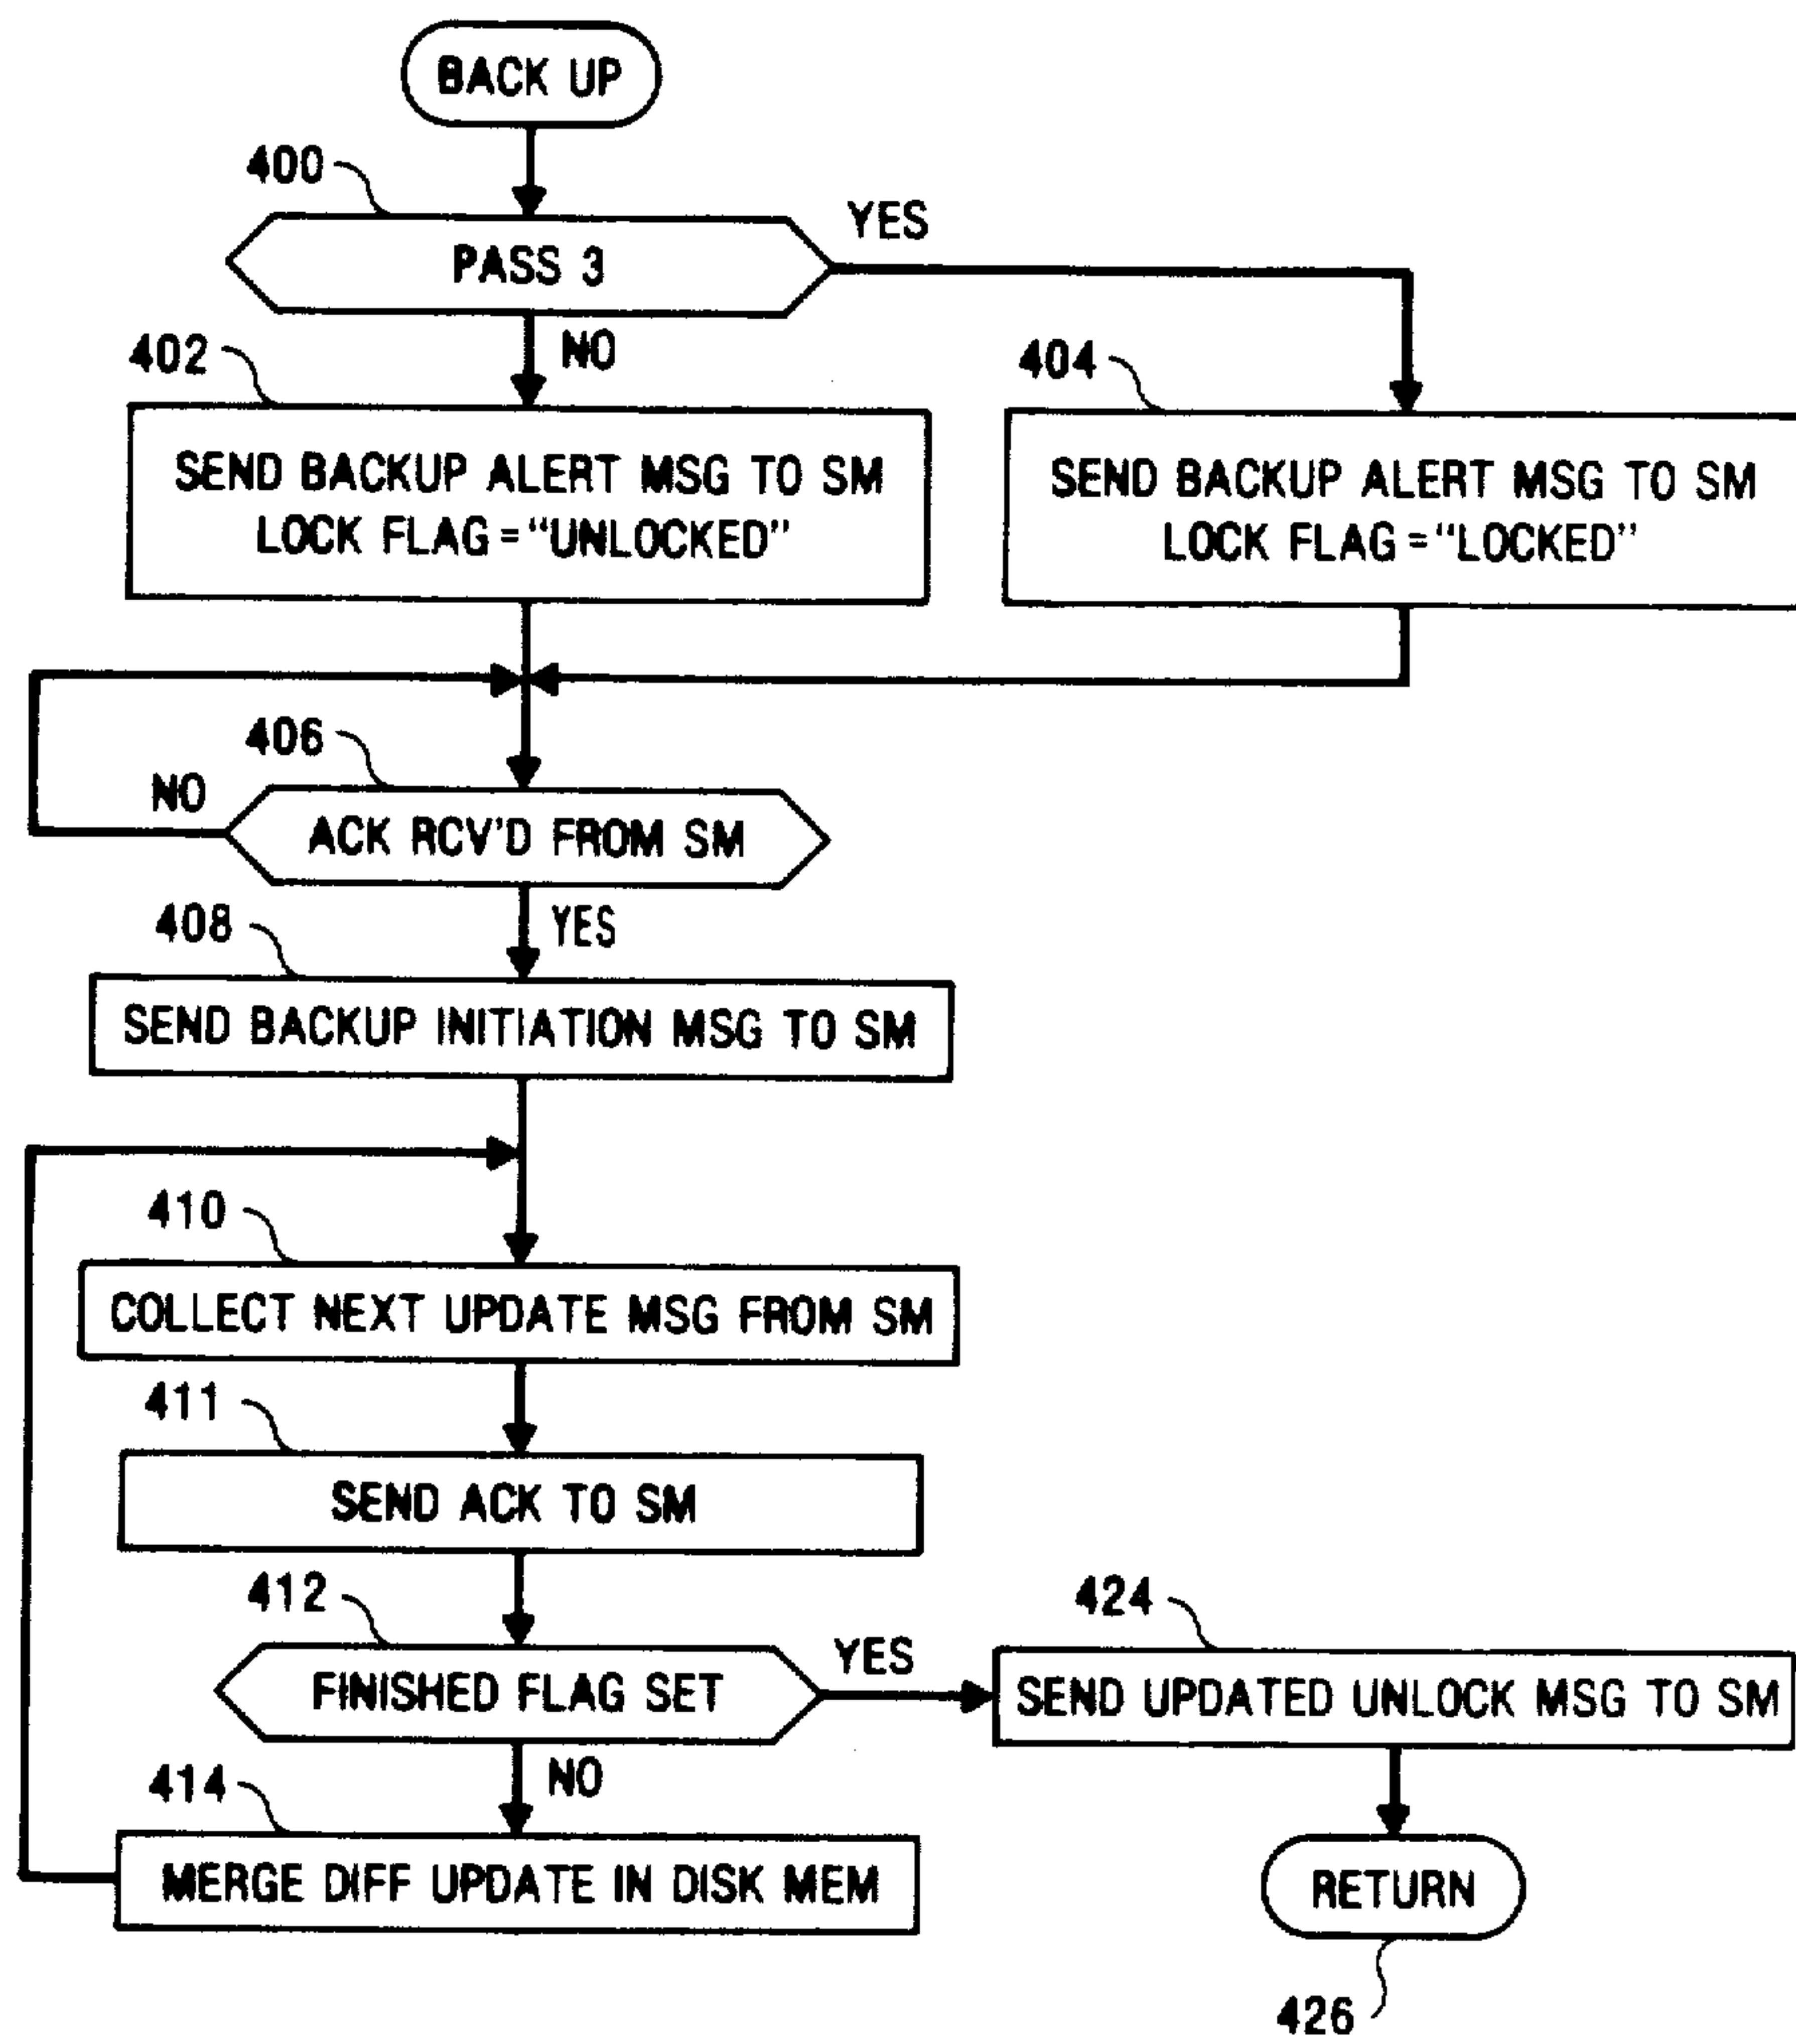 BACK UP
400
PASS 3
YES
NO
402
SEND BACKUP ALERT MSG TO SM
LOCK FLAG = "UNLOCKED"
404
SEND BACKUP ALERT MSG TO SM
LOCK FLAG = "LOCKED"
406
NO
ACK RCV'D FROM SM
YES
408
SEND BACKUP INITIATION MSG TO SM
410
COLLECT NEXT UPDATE MSG FROM SM
411
SEND ACK TO SM
412
FINISHED FLAG SET
YES
424
SEND UPDATED UNLOCK MSG TO SM
NO
414
MERGE DIFF UPDATE IN DISK MEM
RETURN
426